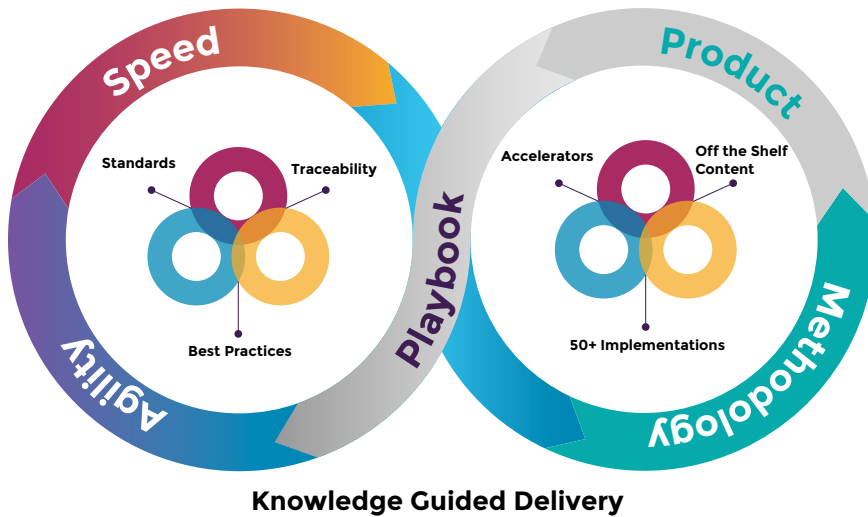 Speed
Standards
Traceability
Best Practices
Agility
Playbook
Product
Accelerators
Off the Shelf
Content
50+ Implementations
Methodology
Knowledge Guided Delivery